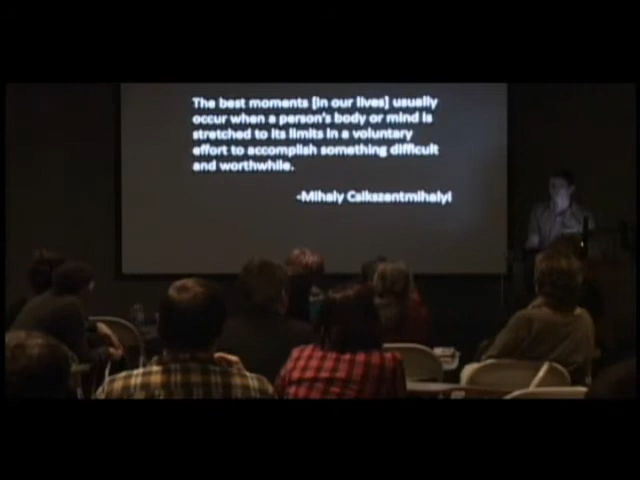 The best moments [in our lives] usually
occur when a person's body or mind is
stretched to its limits in a voluntary
effort to accomplish something difficult
and worthwhile.
-Mihaly Csikszentmihalyi